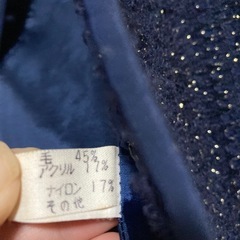 毛 45%
アクリル 17%
ナイロン 17%
その他